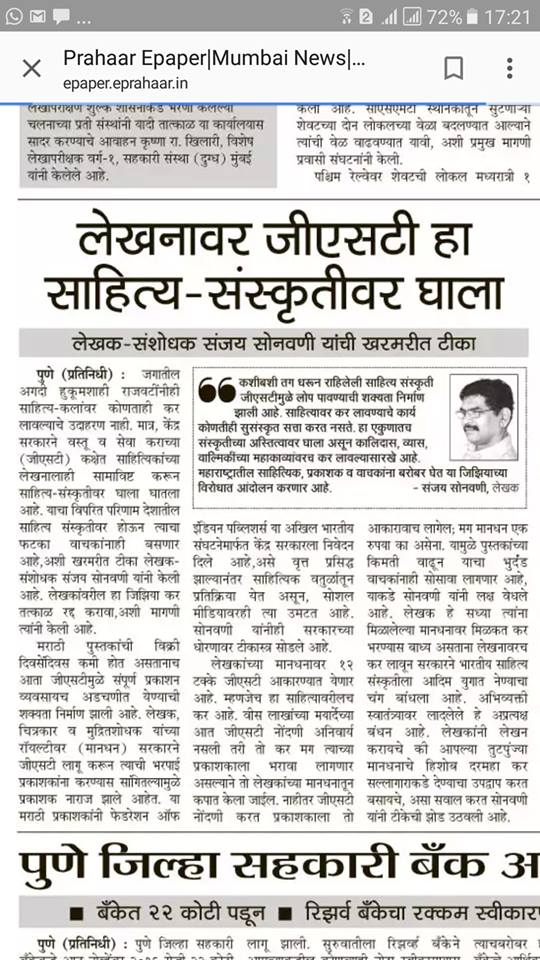 72% 17:21
Prahaar Epaper|Mumbai News|...
epaper.eprahaar.in
लेखापरीक्षण शुल्क शासनाकडे भरणा केलेल्या
चलनाच्या प्रती संस्थांनी यादी तात्काळ या कार्यालयास
सादर करण्याचे आवाहन कृष्णा रा. खिलारी, विशेष
लेखापरीक्षक वर्ग-१, सहकारी संस्था (दुग्ध) मुंबई
यांनी केलेले आहे.
केली आहे. सीएसएमटी स्थानकातून सुटणाऱ्या
शेवटच्या दोन लोकलच्या वेळा बदलण्यात आल्याने
त्यांची वेळ वाढवण्यात यावी, अशी प्रमुख मागणी
प्रवासी संघटनांनी केली.
पश्चिम रेल्वेवर शेवटची लोकल मध्यरात्री १
लेखनावर जीएसटी हा
साहित्य-संस्कृतीवर घाला
लेखक-संशोधक संजय सोनवणी यांची खरमरीत टीका
पुणे (प्रतिनिधी) : जगातील
अगदी हुकूमशाही राजवटींनीही
साहित्य-कलांवर कोणताही कर
लावल्याचे उदाहरण नाही. मात्र, केंद्र
सरकारने वस्तू व सेवा कराच्या
(जीएसटी) कक्षेत साहित्यिकांच्या
लेखनालाही सामाविष्ट करून
साहित्य-संस्कृतीवर घाला घातला
आहे. याचा विपरित परिणाम देशातील
साहित्य संस्कृतीवर होऊन त्याचा
फटका वाचकांनाही बसणार
आहे,अशी खरमरीत टीका लेखक-
संशोधक संजय सोनवणी यांनी केली
आहे. लेखकांवरील हा जिझिया कर
तत्काळ रद्द करावा,अशी मागणी
त्यांनी केली आहे.
मराठी पुस्तकांची विक्री
दिवसेंदिवस कमी होत असतानाच
आता जीएसटीमुळे संपूर्ण प्रकाशन
व्यवसायच अडचणीत येण्याची
शक्यता निर्माण झाली आहे. लेखक,
चित्रकार व मुद्रितशोधक यांच्या
रॉयल्टीवर (मानधन) सरकारने
जीएसटी लागू करून त्याची भरपाई
प्रकाशकांना करण्यास सांगितल्यामुळे
प्रकाशक नाराज झाले आहेत. या
मराठी प्रकाशकांनी फेडरेशन ऑफ
कशीबशी तग धरून राहिलेली साहित्य संस्कृती
जीएसटीमुळे लोप पावण्याची शक्यता निर्माण
झाली आहे. साहित्यावर कर लावण्याचे कार्य
कोणतीही सुसंस्कृत सत्ता करत नसते. हा एकुणातच
संस्कृतीच्या अस्तित्वावर घाला असून कालिदास, व्यास,
वाल्मिकींच्या महाकाव्यांवरच कर लावल्यासारखे आहे.
महाराष्ट्रातील साहित्यिक, प्रकाशक व वाचकांना बरोबर घेत या जिझियाच्या
विरोधात आंदोलन करणार आहे. - संजय सोनवणी, लेखक
इंडियन पब्लिशर्स या अखिल भारतीय
संघटनेमार्फत केंद्र सरकारला निवेदन
दिले आहे,असे वृत्त प्रसिद्ध
झाल्यानंतर साहित्यिक वर्तुळातून
प्रतिक्रिया येत असून, सोशल
मीडियावरही त्या उमटत आहे.
सोनवणी यांनीही सरकारच्या
धोरणावर टीकास्त्र सोडले आहे.
लेखकांच्या मानधनावर १२
टक्के जीएसटी आकारण्यात येणार
आहे. म्हणजेच हा साहित्यावरीलच
कर आहे. वीस लाखांच्या मर्यादेच्या
आत जीएसटी नोंदणी अनिवार्य
नसली तरी तो कर मग त्याच्या
प्रकाशकाला भरावा लागणार
असल्याने तो लेखकांच्या मानधनातून
कपात केला जाईल. नाहीतर जीएसटी
नोंदणी करत प्रकाशकाला तो
आकारावाच लागेल; मग मानधन एक
रुपया का असेना. यामुळे पुस्तकांच्या
किमती वाढून याचा भुर्दंड
वाचकांनाही सोसावा लागणार आहे,
याकडे सोनवणी यांनी लक्ष वेधले
आहे. लेखक हे सध्या त्यांना
मिळालेल्या मानधनावर मिळकत कर
भरण्यास बाध्य असताना लेखनावरच
कर लावून सरकारने भारतीय साहित्य
संस्कृतीला आदिम युगात नेण्याचा
चंग बांधला आहे. अभिव्यक्ती
स्वातंत्र्यावर लादलेले हे अप्रत्यक्ष
बंधन आहे. लेखकांनी लेखन
करायचे की आपल्या तुटपुंज्या
मानधनाचे हिशोब दरमहा कर
सल्लागाराकडे देण्याचा उपद्व्याप करत
बसायचे, असा सवाल करत सोनवणी
यांनी टीकेची झोड उठवली आहे.
पुणे जिल्हा सहकारी बँक अ
■ बँकेत २२ कोटी पडून ■ रिझर्व बँकेचा रक्कम स्वीकार
पुणे (प्रतिनिधी) : पुणे जिल्हा सहकारी
लागू झाली. सुरुवातीला रिझर्व्ह बँकेने